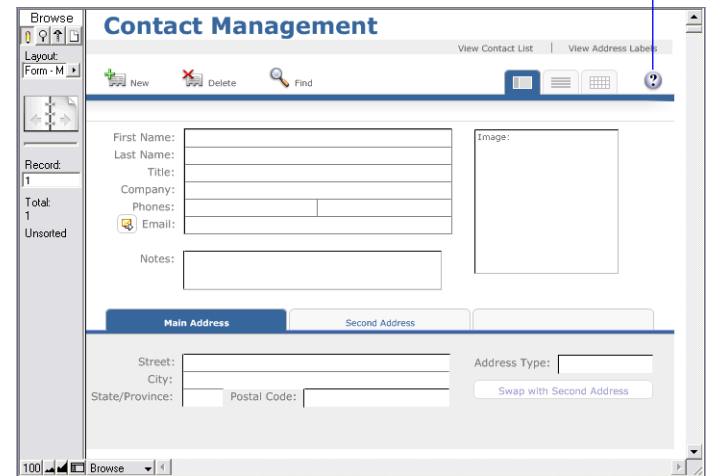 Browse
Layout:
Form - M
Record:
1
Total:
1
Unsorted
Contact Management
View Contact List | View Address Labels
New Delete Find ?
First Name:
Last Name:
Title:
Company:
Phones:
Email:
Notes:
Image:
Main Address Second Address
Street:
City:
State/Province: Postal Code:
Address Type:
Swap with Second Address
100 Browse